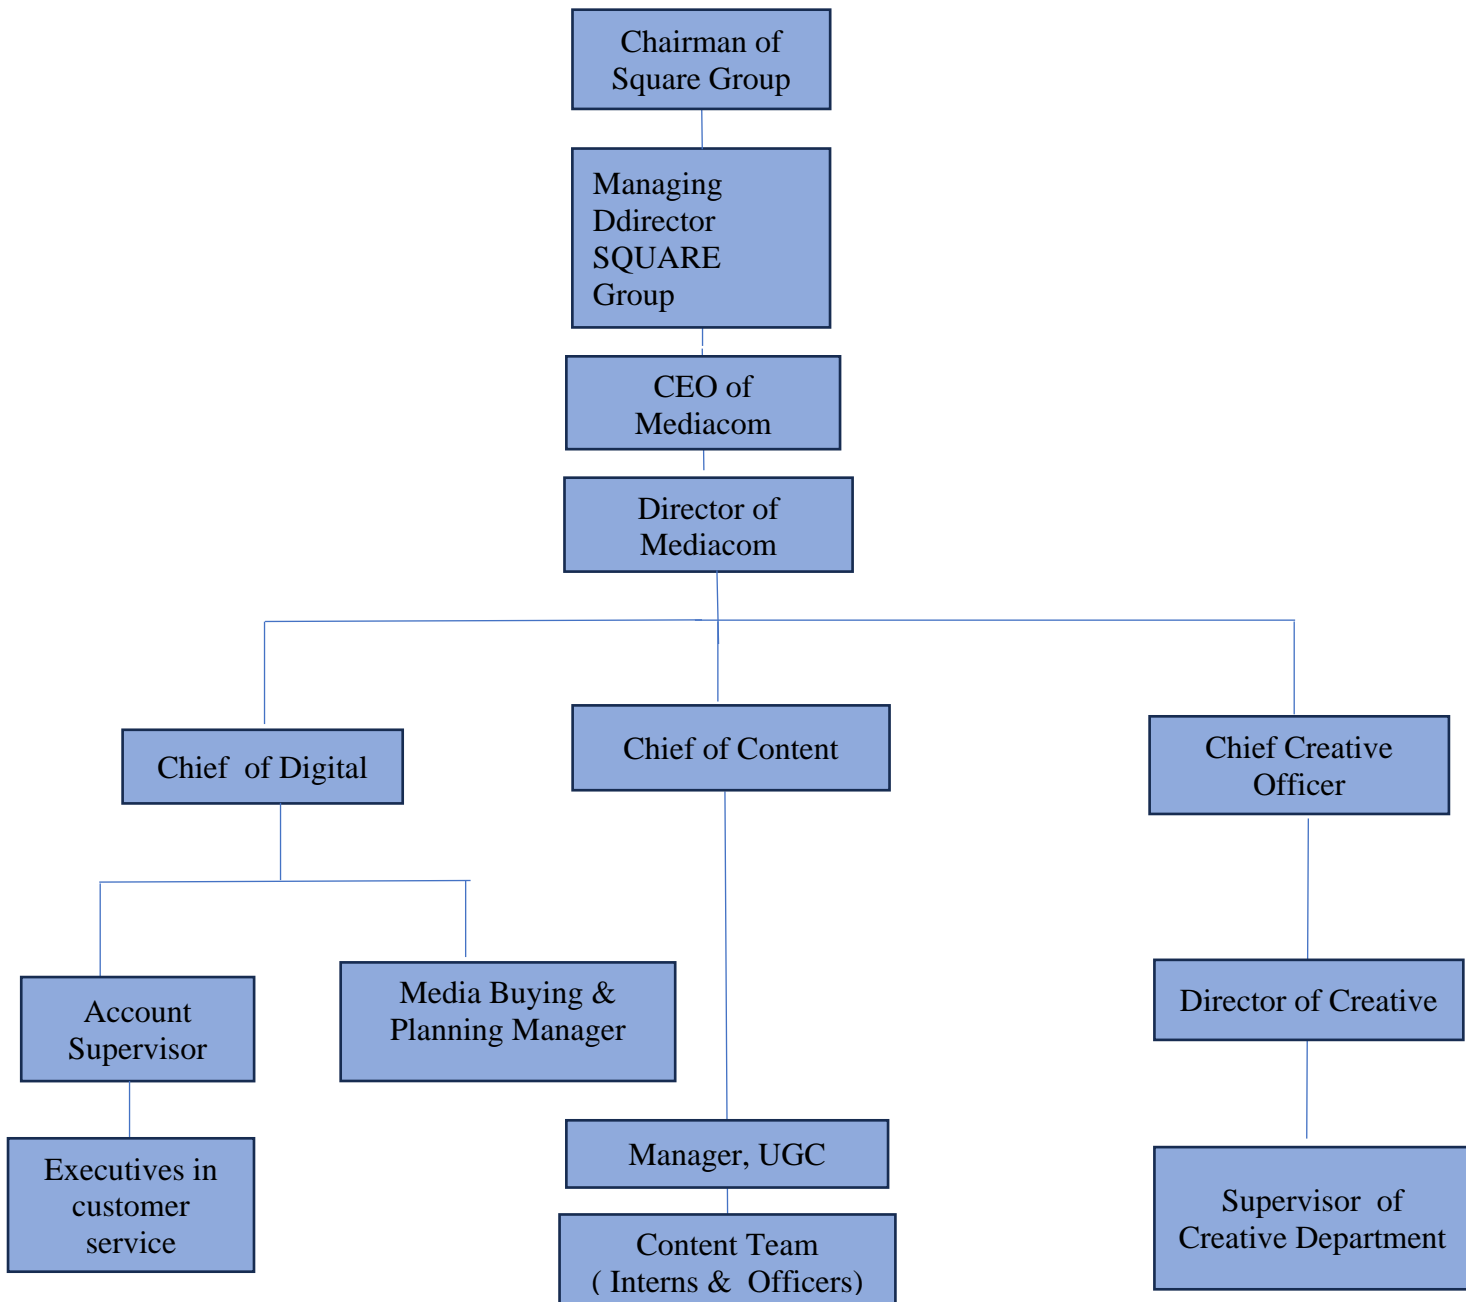 Chairman of
Square Group
Managing
Ddirector
SQUARE
Group
CEO of
Mediacom
Director of
Mediacom
Chief  of Digital
Chief of Content
Chief Creative
Officer
Account
Supervisor
Media Buying &
Planning Manager
Director of Creative
Executives in
customer
service
Manager, UGC
Content Team
( Interns &  Officers)
Supervisor  of
Creative Department